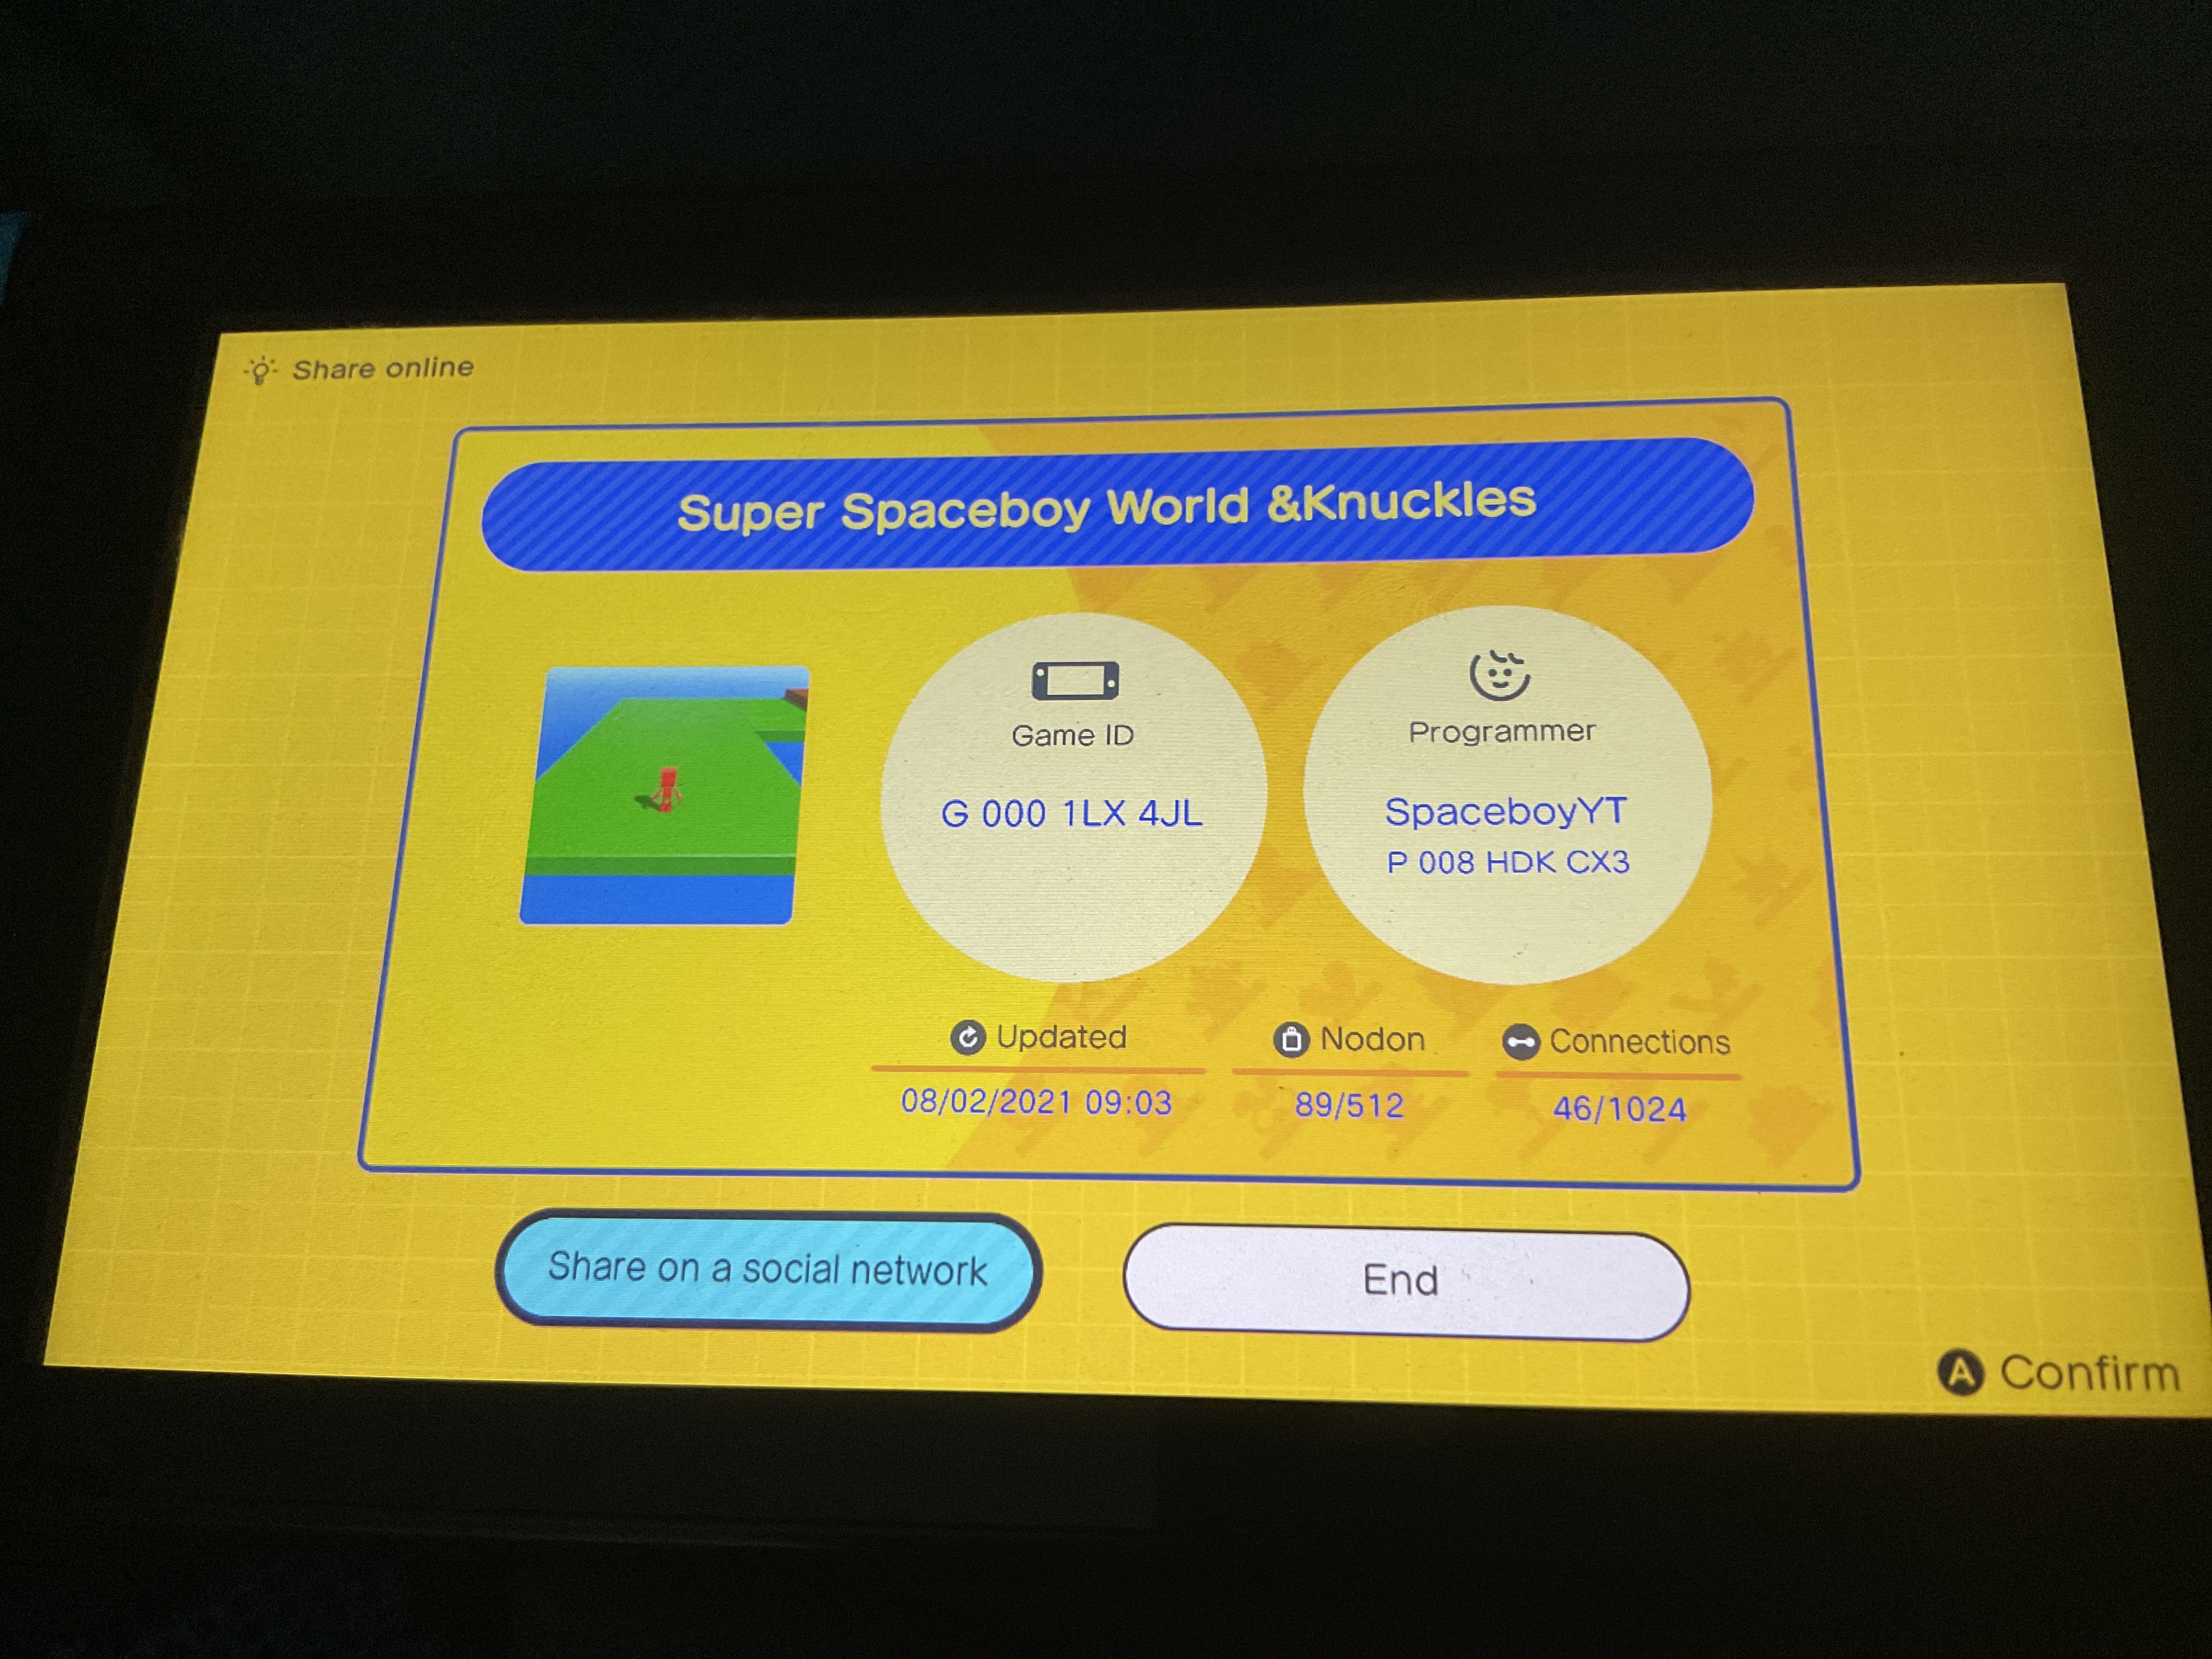 Share online
Super Spaceboy World &Knuckles
Game ID
G 000 1LX 4JL
Programmer
SpaceboyYT
P 008 HDK CX3
Updated
08/02/2021 09:03
Nodon
89/512
Connections
46/1024
Share on a social network
End
A Confirm